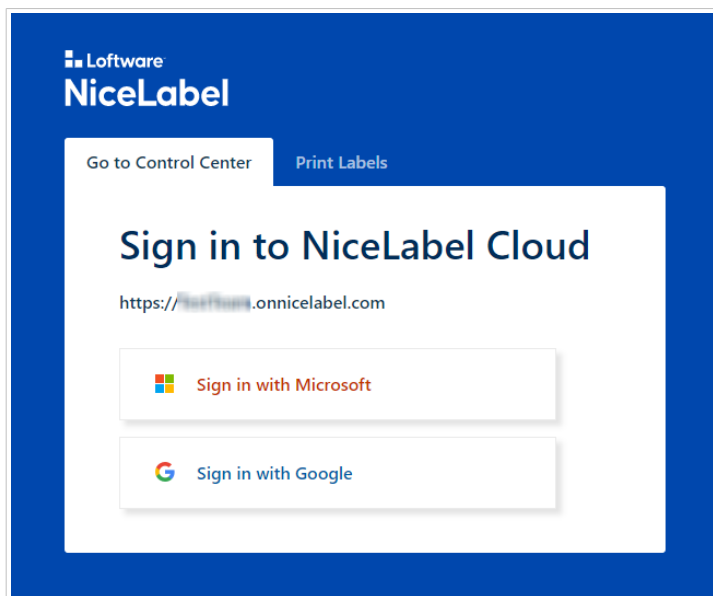 Loftware
NiceLabel
Go to Control Center Print Labels
Sign in to NiceLabel Cloud
https:// .onnicelabel.com
Sign in with Microsoft
Sign in with Google